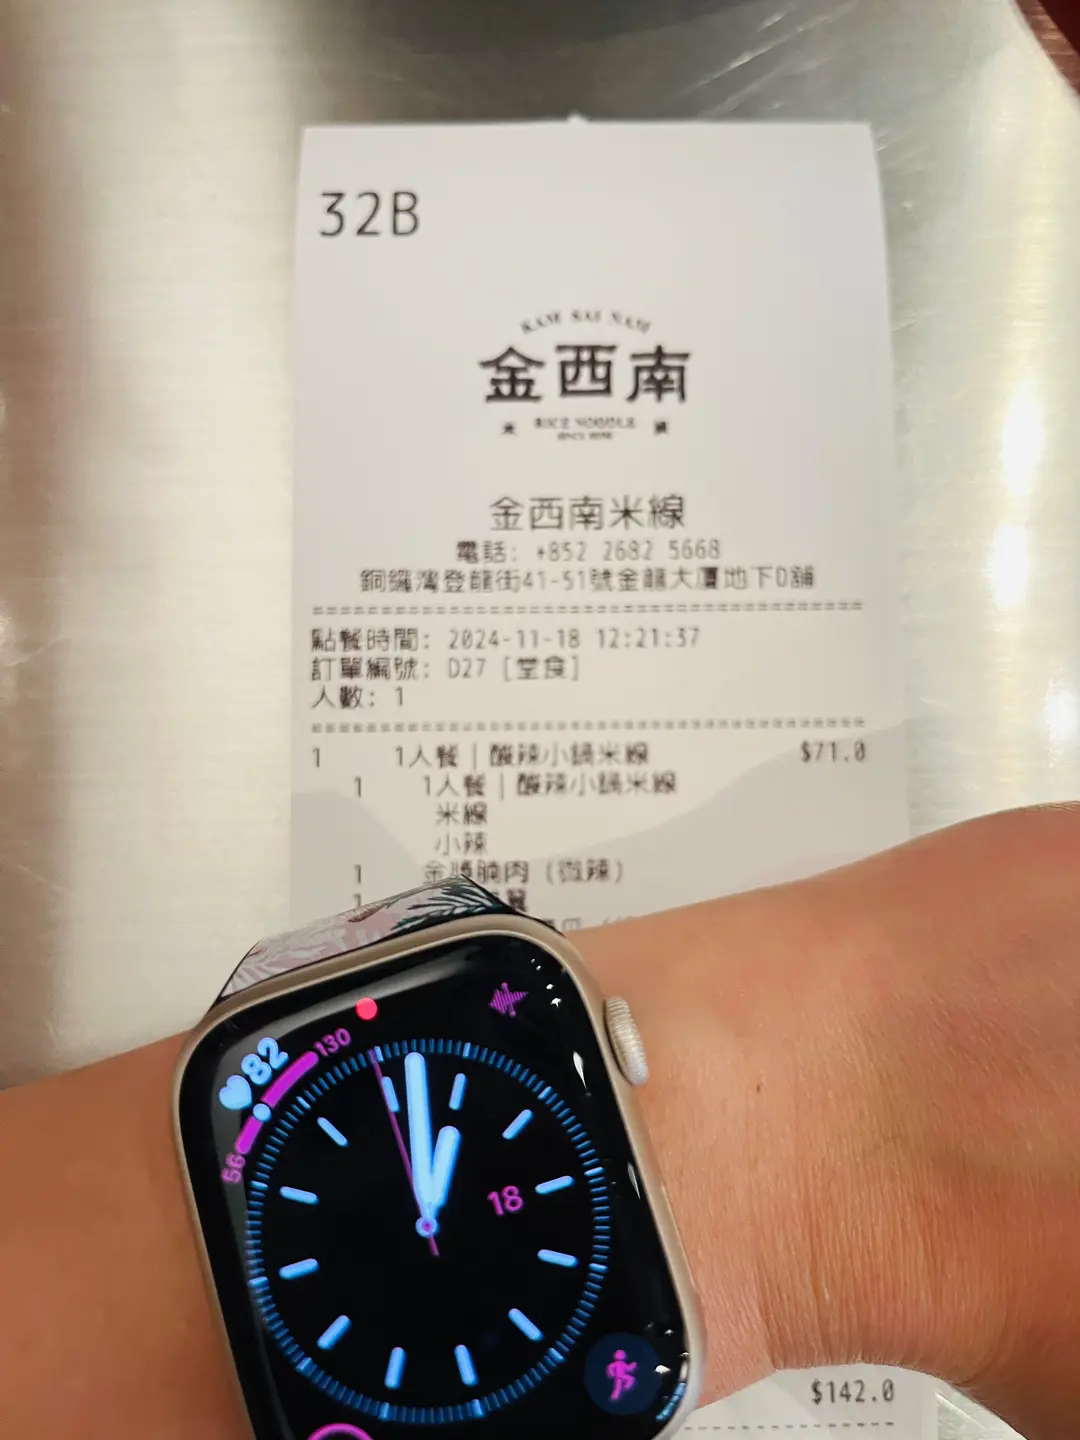 32B
KAM SAI NAM
金西南
米 RICE NOODLE 線
金西南米線
電話: +852 2682 5668
銅鑼灣登龍街41-51號金龍大廈地下D舖
點餐時間: 2024-11-18 12:21:37
訂單編號: D27 [堂食]
人數: 1
1 1人餐 | 酸辣小鍋米線 $71.0
1 1人餐 | 酸辣小鍋米線
米線
小辣
1 金獎腩肉 (微辣)
1 翼
82
130
56
18
$142.0